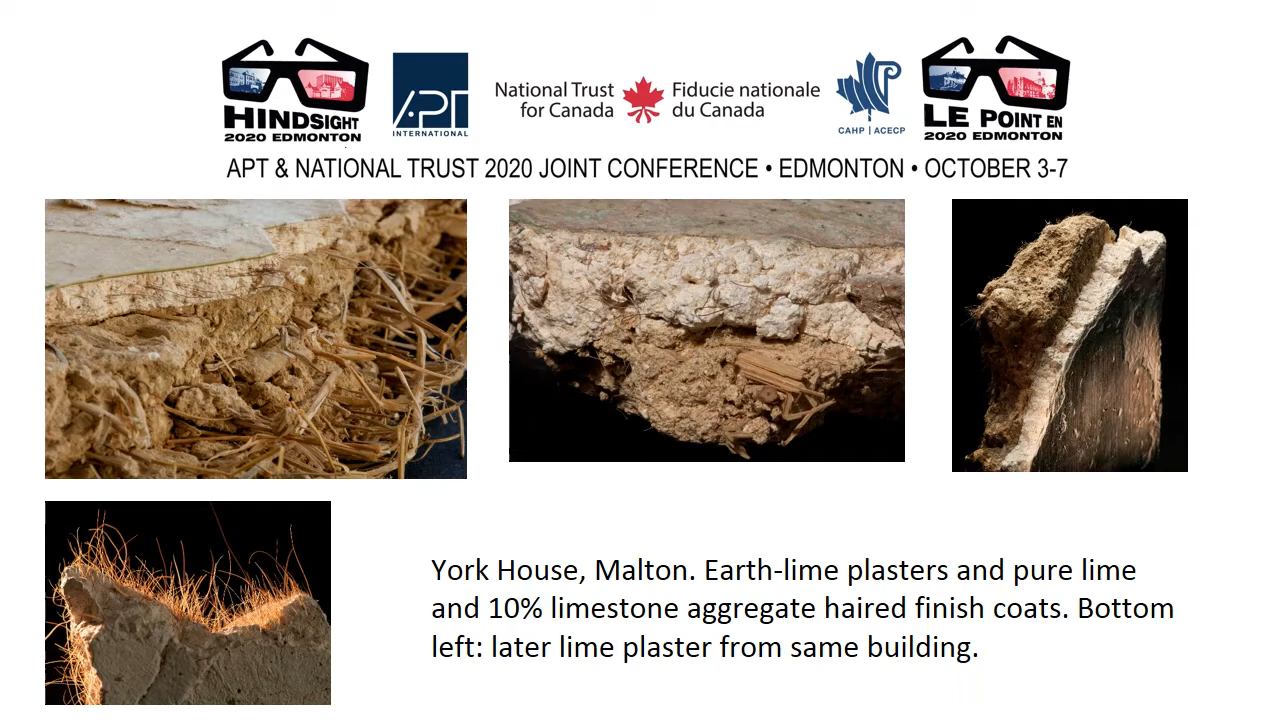 HINDSIGHT
2020 EDMONTON
APT
INTERNATIONAL
National Trust
for Canada
Fiducie nationale
du Canada
CAHP | ACECP
LE POINT EN
2020 EDMONTON
APT & NATIONAL TRUST 2020 JOINT CONFERENCE • EDMONTON • OCTOBER 3-7
York House, Malton. Earth-lime plasters and pure lime
and 10% limestone aggregate haired finish coats. Bottom
left: later lime plaster from same building.